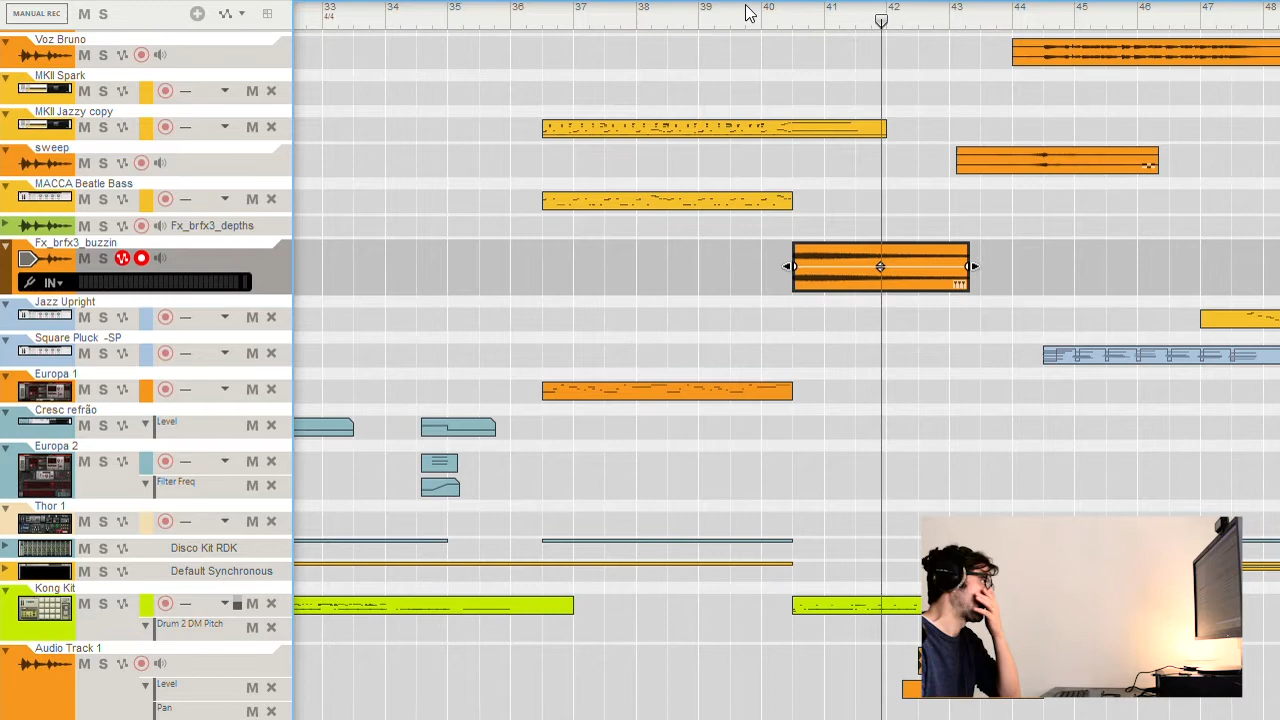 MANUAL REC M S
33 34 35 36 37 38 39 40 41 42 43 44 45 46 47 48
4/4
Voz Bruno
M S
MKII Spark
M S M
MKII Jazzy copy
M S M
sweep
M S
MACCA Beatle Bass
M S M
M S Fx_brfx3_depths
Fx_brfx3_buzzin
M S
IN
Jazz Upright
M S M
Square Pluck -SP
M S M
Europa 1
M S M
Cresc refrão
M S Level M
Europa 2
M S M
Filter Freq M
Thor 1
M S M
M S Disco Kit RDK
M S Default Synchronous
Kong Kit
M S M
Drum 2 DM Pitch M
Audio Track 1
M S
Level M
Pan M